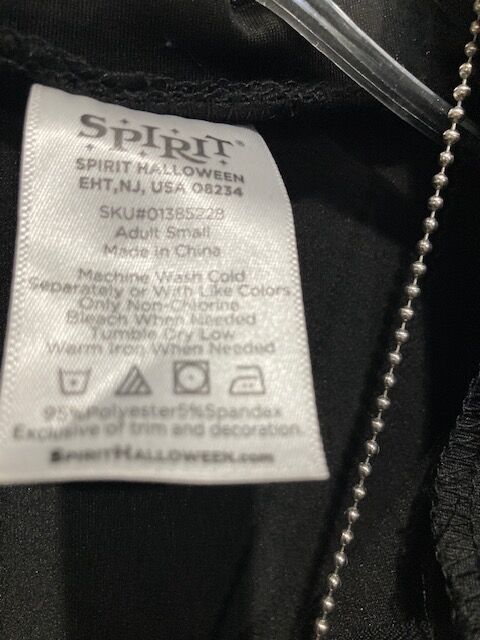 SPIRIT®
SPIRIT HALLOWEEN
EHT, NJ, USA 08234
SKU#01385228
Adult Small
Made in China
Machine Wash Cold
Separately or With Like Colors
Only Non-Chlorine
Bleach When Needed
Tumble Dry Low
Warm Iron When Needed
95%Polyester5%Spandax
Exclusive of trim and decoration.
SPIRITHALLOWEEN.com